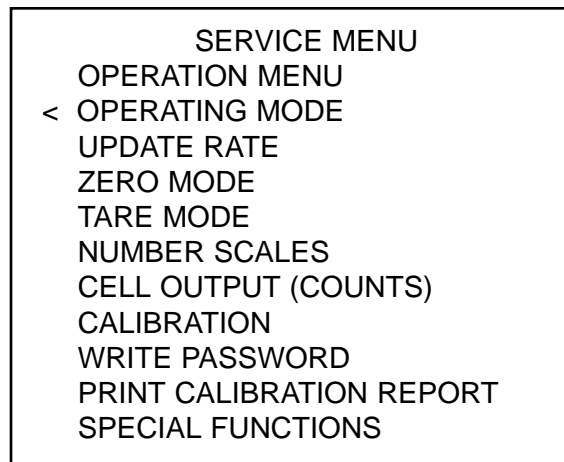 SERVICE MENU
OPERATION MENU
< OPERATING MODE
UPDATE RATE
ZERO MODE
TARE MODE
NUMBER SCALES
CELL OUTPUT (COUNTS)
CALIBRATION
WRITE PASSWORD
PRINT CALIBRATION REPORT
SPECIAL FUNCTIONS